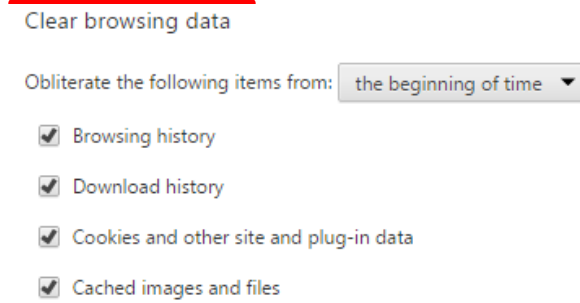 Clear browsing data
Obliterate the following items from: the beginning of time
Browsing history
Download history
Cookies and other site and plug-in data
Cached images and files